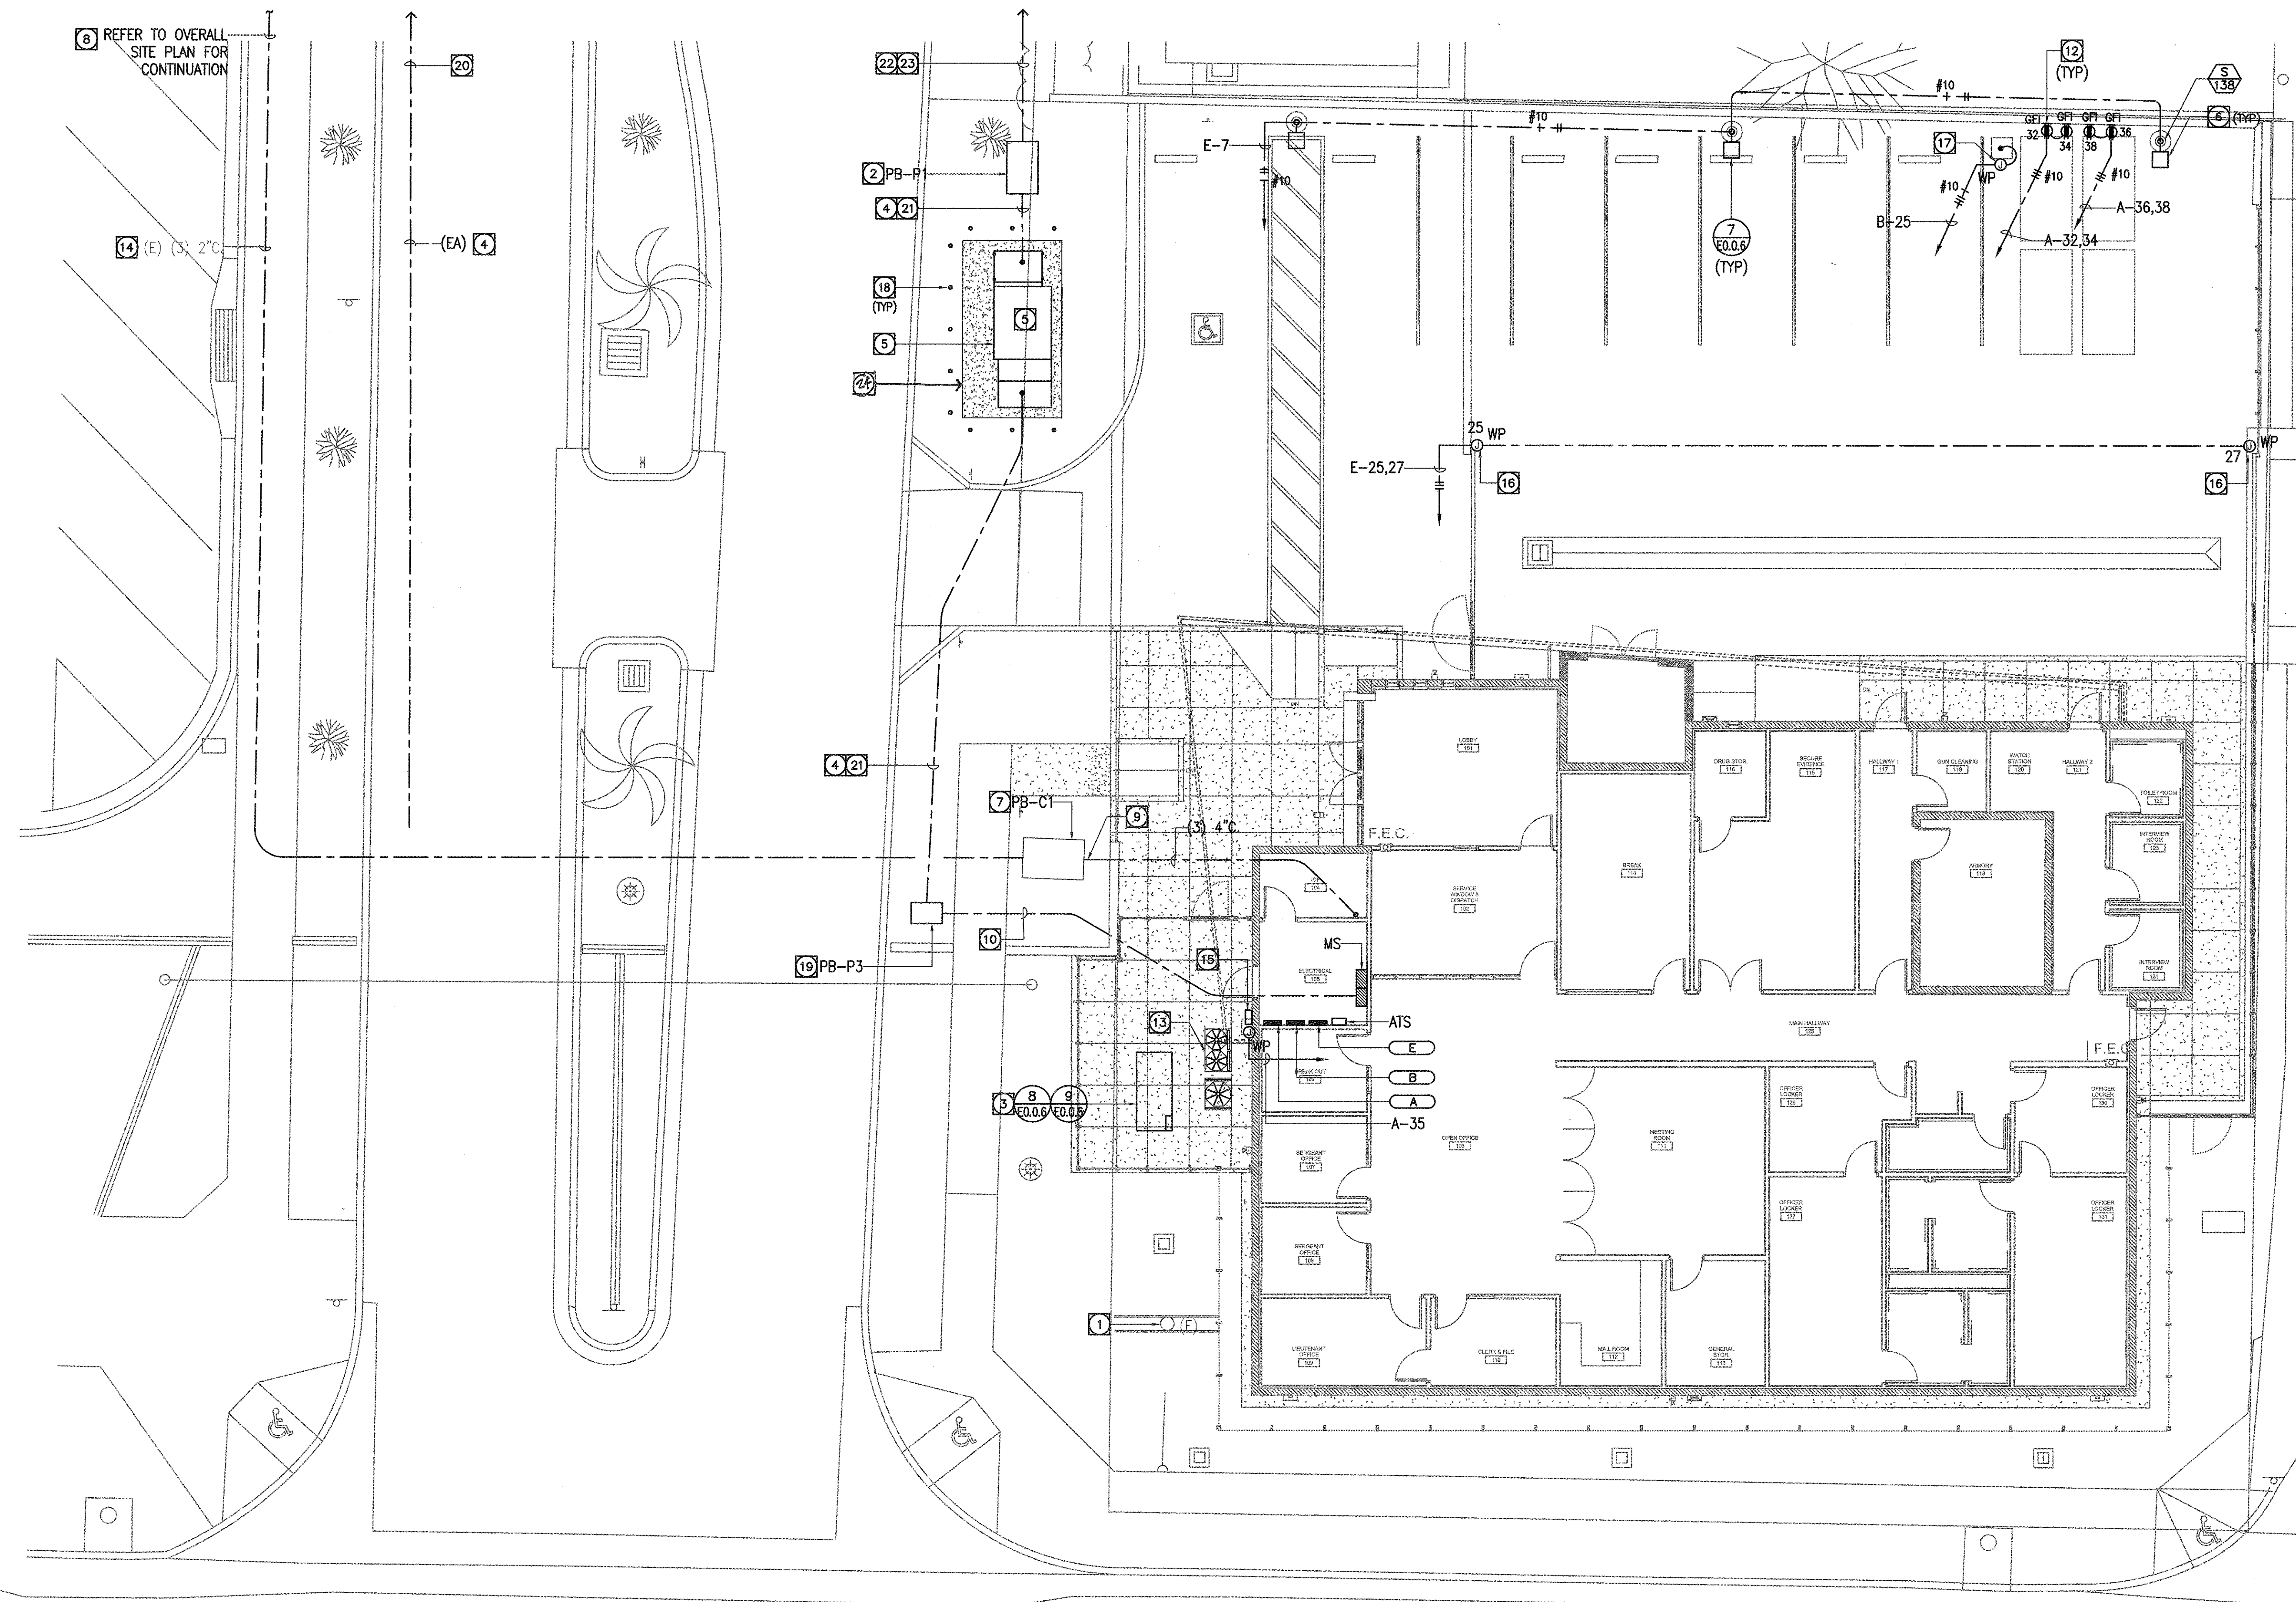 8 REFER TO OVERALL
SITE PLAN FOR
CONTINUATION
20
22 23
12
(TYP)
S
138
#10
#10
6 (TYP)
GFI GFI GFI GFI
32 34 38 36
E-7
#10
17
WP
#10
#10
#10
2 PB-P1
4 21
A-36,38
B-25
A-32,34
7
E0.0.6
(TYP)
14 (E) (3) 2"C.
(EA) 4
18
(TYP)
5
5
24
25 WP
WP
27
E-25,27
16
16
LOBBY
101
DRUG STOR.
116
SECURE
EVIDENCE
115
HALLWAY 1
117
GUN CLEANING
119
WATCH
STATION
120
HALLWAY 2
121
TOILET ROOM
122
4 21
7 PB-C1
9
(3) 4"C.
F.E.C.
INTERVIEW
ROOM
123
BREAK
114
ARMORY
118
IDF
104
SERVICE
WINDOW &
DISPATCH
102
10
MS
15
19 PB-P3
ELECTRICAL
105
INTERVIEW
ROOM
124
13
ATS
MAIN HALLWAY
125
WP
E
F.E.C.
BREAK OUT
106
B
3
8
E0.0.6
9
E0.0.6
A
OFFICER
LOCKER
126
OFFICER
LOCKER
130
A-35
OPEN OFFICE
103
MEETING
ROOM
111
SERGEANT
OFFICE
107
OFFICER
LOCKER
127
OFFICER
LOCKER
131
SERGEANT
OFFICE
108
1
(F)
LIEUTENANT
OFFICE
109
CLERK & FILE
110
MAIL ROOM
112
GENERAL
STOR.
113